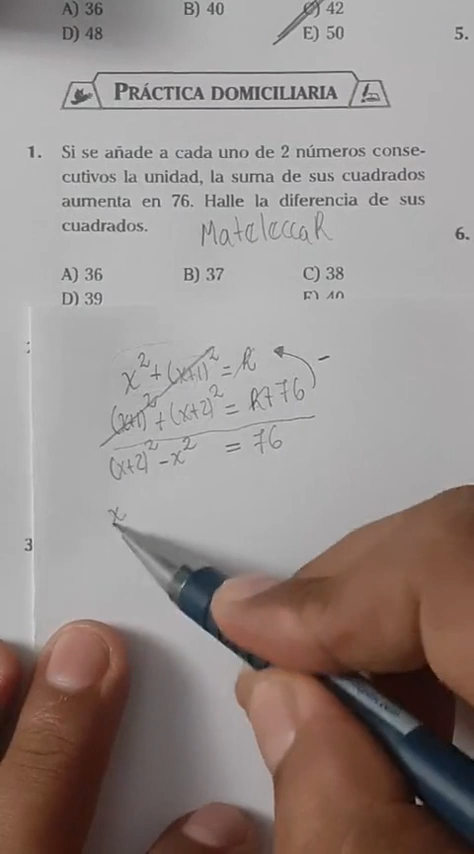 A) 36 B) 40 C) 42
D) 48 E) 50
5.
PRÁCTICA DOMICILIARIA
1. Si se añade a cada uno de 2 números conse-
cutivos la unidad, la suma de sus cuadrados
aumenta en 76. Halle la diferencia de sus
cuadrados.
MateleccaR
6.
A) 36 B) 37 C) 38
D) 39 E) 40
x² + (x+1)² = R
(x+1)² + (x+2)² = R+76
–
(x+2)² - x² = 76
x
3